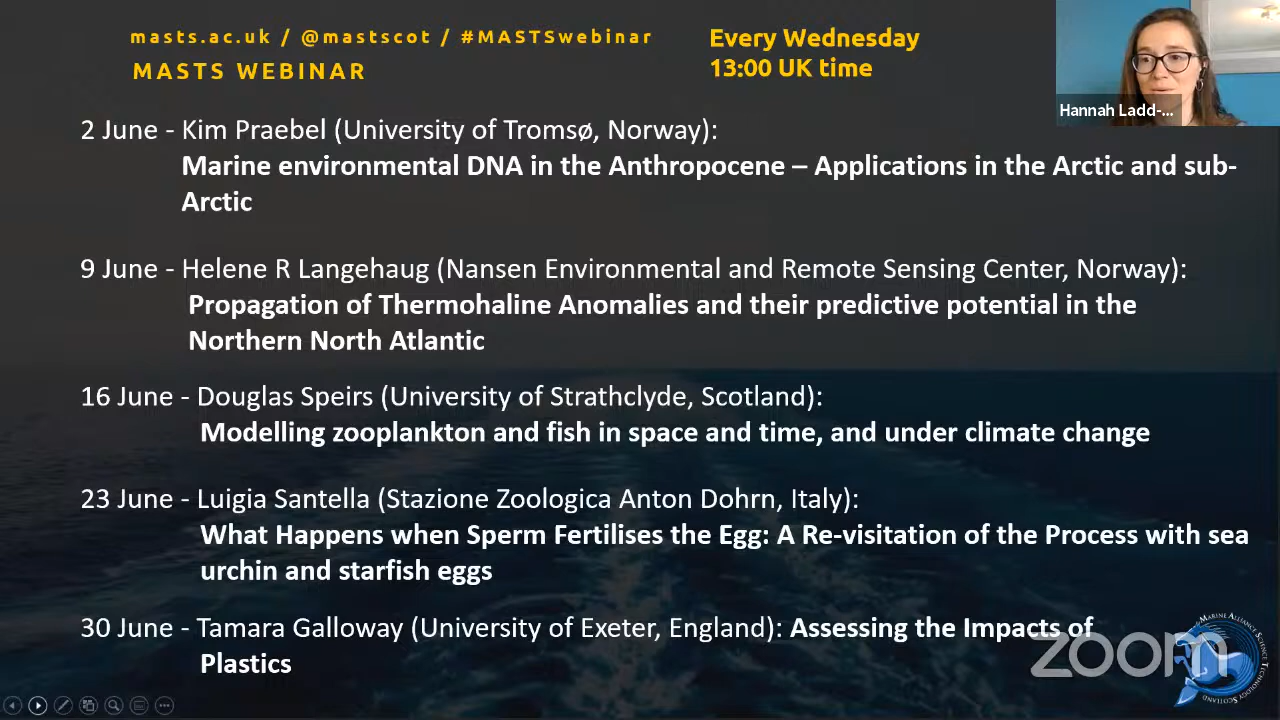 masts.ac.uk / @mastscot / #MASTSwebinar
MASTS WEBINAR
Every Wednesday
13:00 UK time
Hannah Ladd-...
2 June - Kim Praebel (University of Tromsø, Norway):
Marine environmental DNA in the Anthropocene – Applications in the Arctic and sub-
Arctic
9 June - Helene R Langehaug (Nansen Environmental and Remote Sensing Center, Norway):
Propagation of Thermohaline Anomalies and their predictive potential in the
Northern North Atlantic
16 June - Douglas Speirs (University of Strathclyde, Scotland):
Modelling zooplankton and fish in space and time, and under climate change
23 June - Luigia Santella (Stazione Zoologica Anton Dohrn, Italy):
What Happens when Sperm Fertilises the Egg: A Re-visitation of the Process with sea
urchin and starfish eggs
30 June - Tamara Galloway (University of Exeter, England): Assessing the Impacts of
Plastics
zoom
Marine Alliance Science Technology Scotland